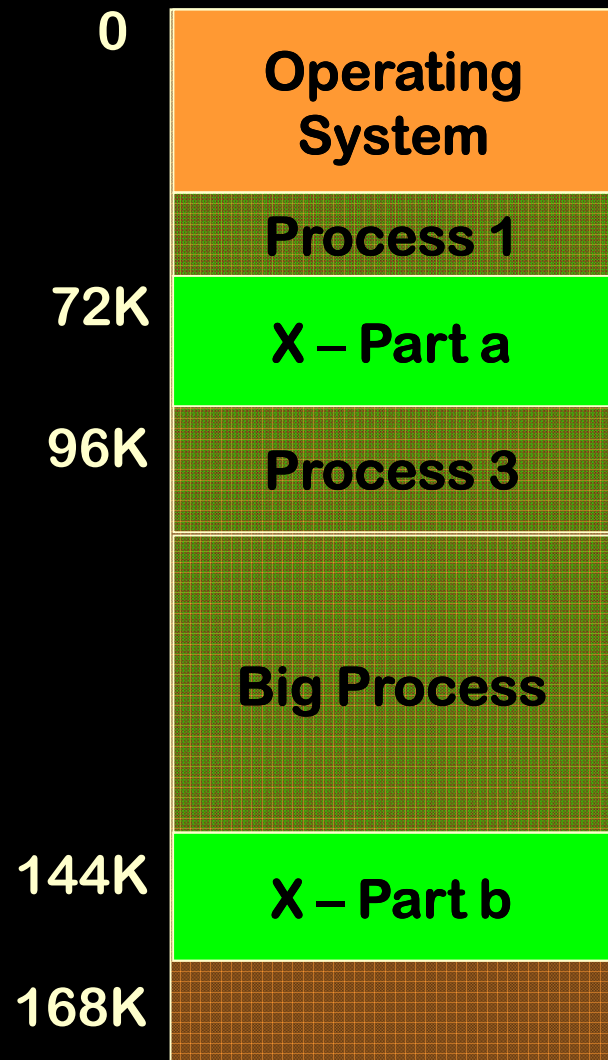 0
Operating
System
Process 1
72K
X – Part a
96K
Process 3
Big Process
144K
X – Part b
168K